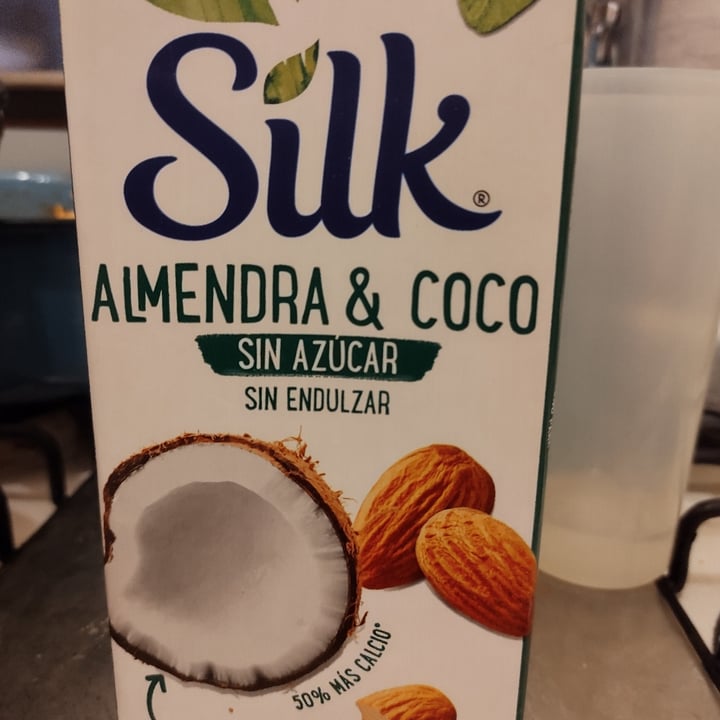 Silk®
ALMENDRA & COCO
SIN AZÚCAR
SIN ENDULZAR
50% MÁS CALCIO*